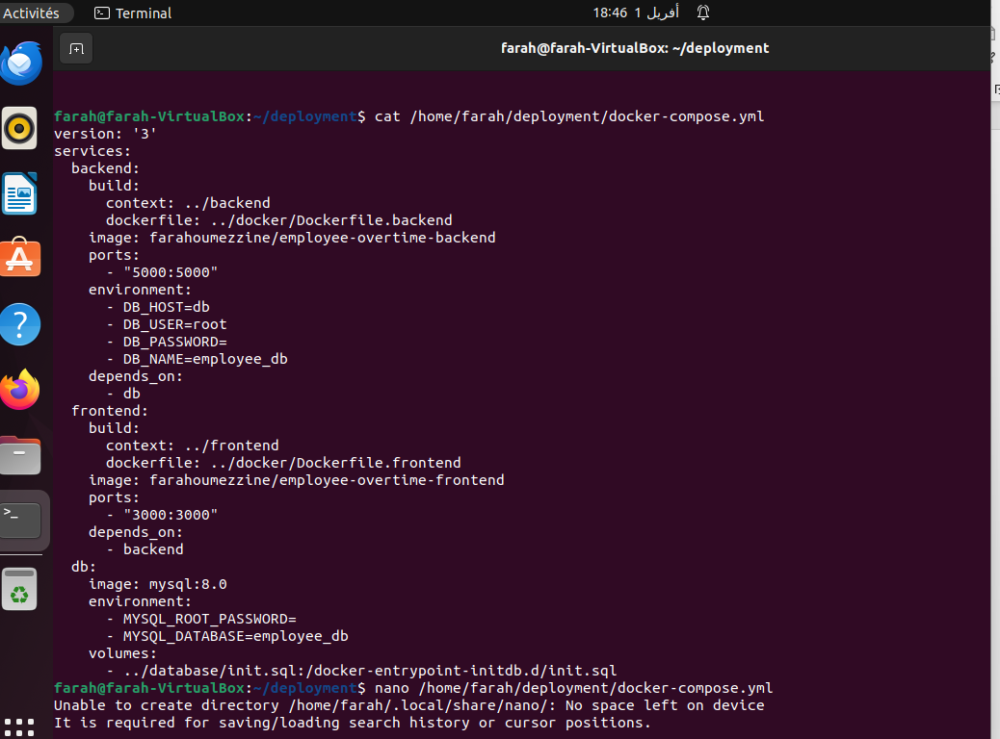 Activités
Terminal
18:46 1 أفريل
farah@farah-VirtualBox: ~/deployment
farah@farah-VirtualBox:~/deployment$ cat /home/farah/deployment/docker-compose.yml
version: '3'
services:
  backend:
    build:
      context: ../backend
      dockerfile: ../docker/Dockerfile.backend
    image: farahoumezzine/employee-overtime-backend
    ports:
      - "5000:5000"
    environment:
      - DB_HOST=db
      - DB_USER=root
      - DB_PASSWORD=
      - DB_NAME=employee_db
    depends_on:
      - db
  frontend:
    build:
      context: ../frontend
      dockerfile: ../docker/Dockerfile.frontend
    image: farahoumezzine/employee-overtime-frontend
    ports:
      - "3000:3000"
    depends_on:
      - backend
  db:
    image: mysql:8.0
    environment:
      - MYSQL_ROOT_PASSWORD=
      - MYSQL_DATABASE=employee_db
    volumes:
      - ../database/init.sql:/docker-entrypoint-initdb.d/init.sql
farah@farah-VirtualBox:~/deployment$ nano /home/farah/deployment/docker-compose.yml
Unable to create directory /home/farah/.local/share/nano/: No space left on device
It is required for saving/loading search history or cursor positions.